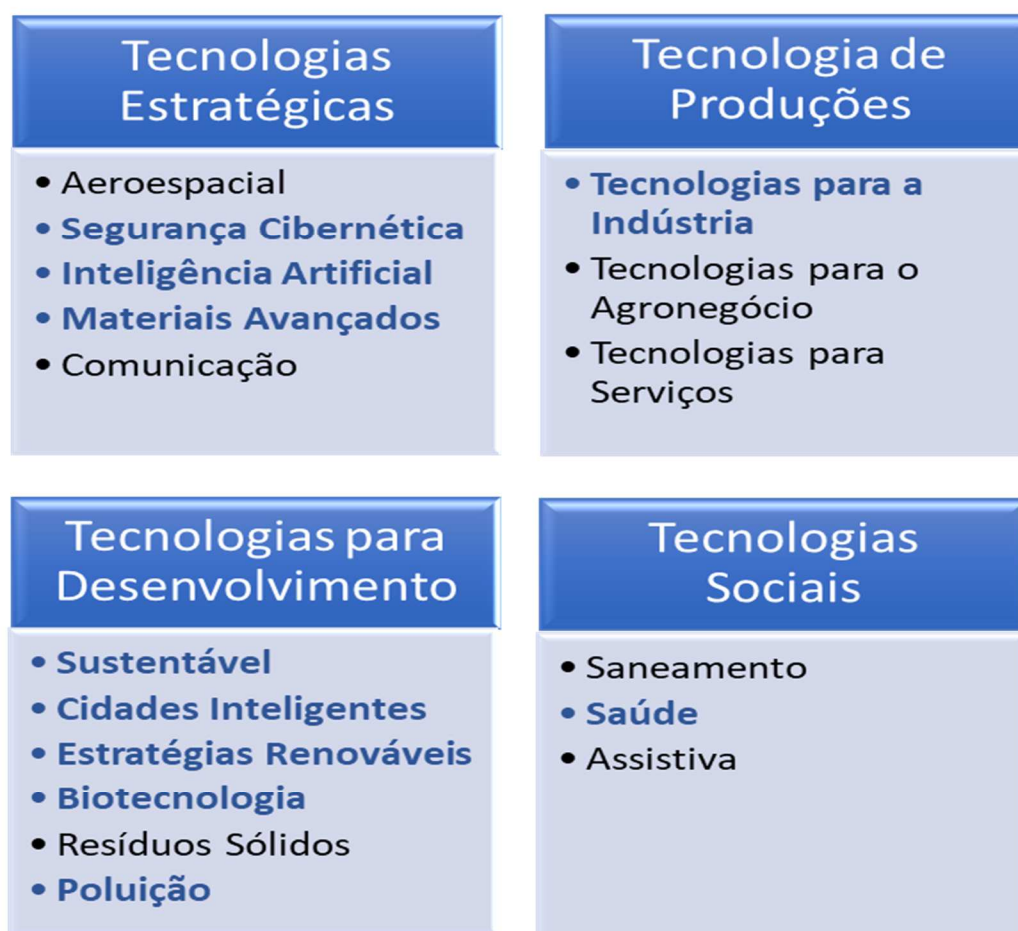 Tecnologias
Estratégicas
• Aeroespacial
• Segurança Cibernética
• Inteligência Artificial
• Materiais Avançados
• Comunicação
Tecnologia de
Produções
• Tecnologias para a
Indústria
• Tecnologias para o
Agronegócio
• Tecnologias para
Serviços
Tecnologias para
Desenvolvimento
• Sustentável
• Cidades Inteligentes
• Estratégias Renováveis
• Biotecnologia
• Resíduos Sólidos
• Poluição
Tecnologias
Sociais
• Saneamento
• Saúde
• Assistiva